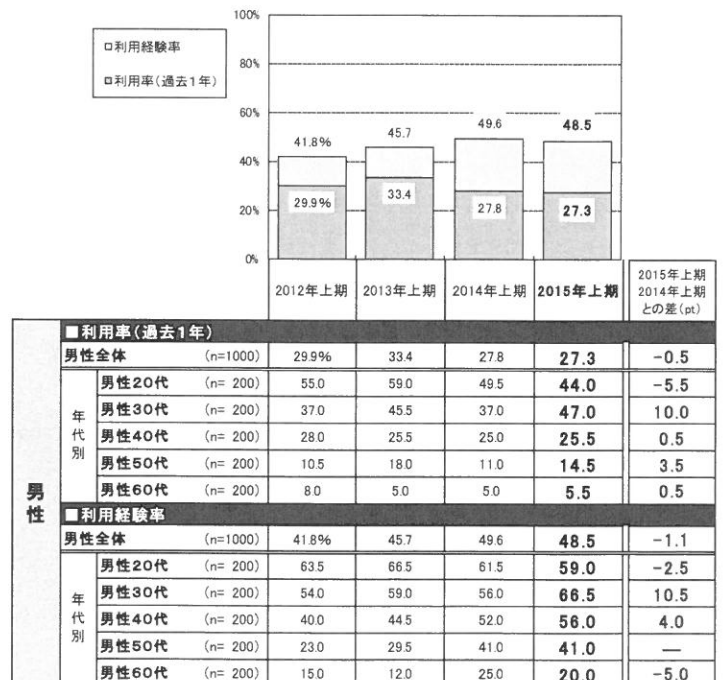 100%
□利用経験率
□利用率(過去1年)
80%
60%
40%
20%
0%
41.8% 45.7 49.6 48.5
29.9% 33.4 27.8 27.3
2012年上期 2013年上期 2014年上期 2015年上期
2015年上期
2014年上期
との差(pt)
男性
■利用率(過去1年)
男性全体 (n=1000) 29.9% 33.4 27.8 27.3 -0.5
年代別
男性20代 (n= 200) 55.0 59.0 49.5 44.0 -5.5
男性30代 (n= 200) 37.0 45.5 37.0 47.0 10.0
男性40代 (n= 200) 28.0 25.5 25.0 25.5 0.5
男性50代 (n= 200) 10.5 18.0 11.0 14.5 3.5
男性60代 (n= 200) 8.0 5.0 5.0 5.5 0.5
■利用経験率
男性全体 (n=1000) 41.8% 45.7 49.6 48.5 -1.1
年代別
男性20代 (n= 200) 63.5 66.5 61.5 59.0 -2.5
男性30代 (n= 200) 54.0 59.0 56.0 66.5 10.5
男性40代 (n= 200) 40.0 44.5 52.0 56.0 4.0
男性50代 (n= 200) 23.0 29.5 41.0 41.0 —
男性60代 (n= 200) 15.0 12.0 25.0 20.0 -5.0